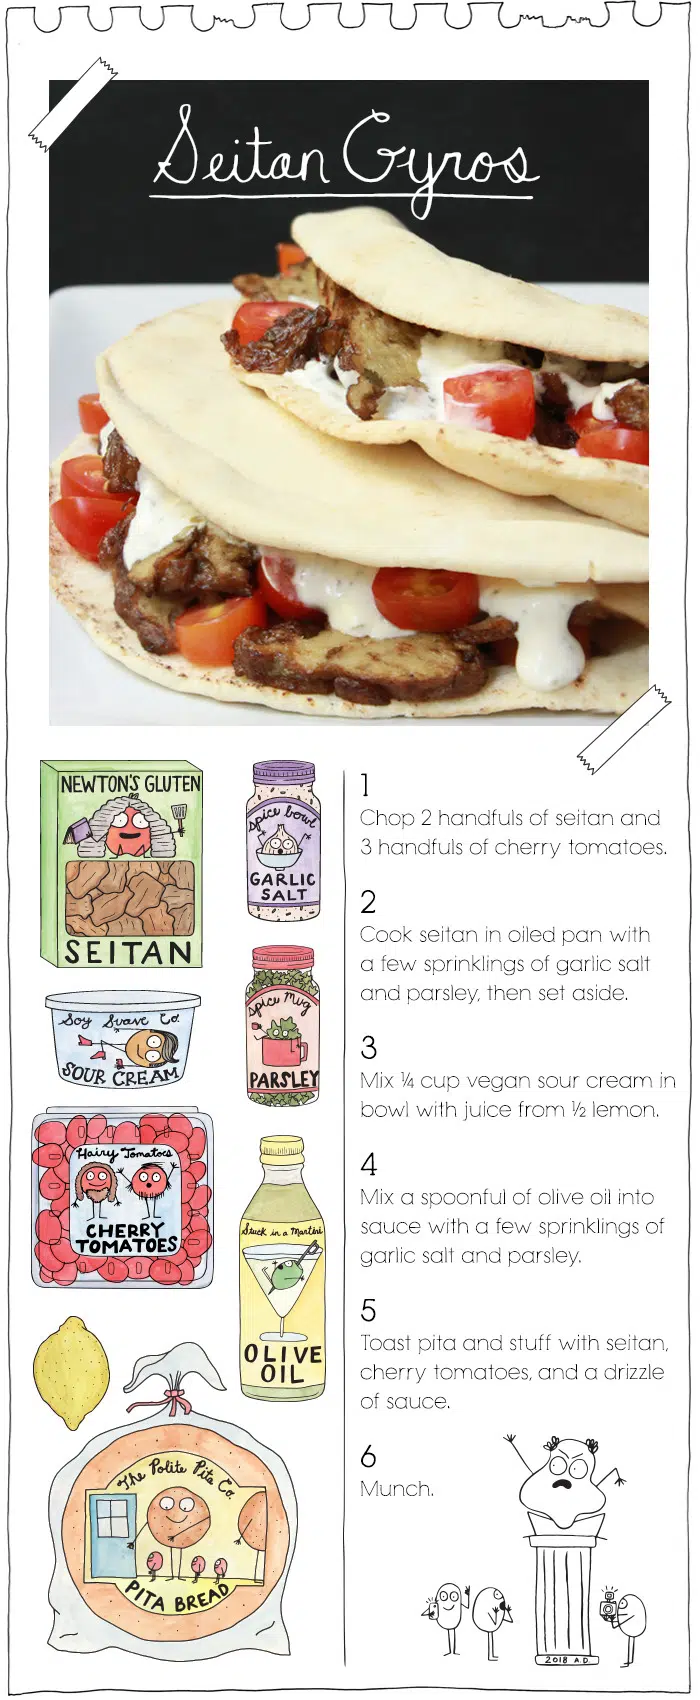 Seitan Gyros
NEWTON'S GLUTEN
SEITAN
Spice bowl
GARLIC
SALT
Soy Suave Co.
SOUR CREAM
Spice Mug
PARSLEY
Hairy Tomatoes
CHERRY
TOMATOES
Stuck in a Martini
OLIVE
OIL
The Polite Pita Co.
PITA BREAD
1
Chop 2 handfuls of seitan and
3 handfuls of cherry tomatoes.
2
Cook seitan in oiled pan with
a few sprinklings of garlic salt
and parsley, then set aside.
3
Mix ¼ cup vegan sour cream in
bowl with juice from ½ lemon.
4
Mix a spoonful of olive oil into
sauce with a few sprinklings of
garlic salt and parsley.
5
Toast pita and stuff with seitan,
cherry tomatoes, and a drizzle
of sauce.
6
Munch.
2018 A.D.